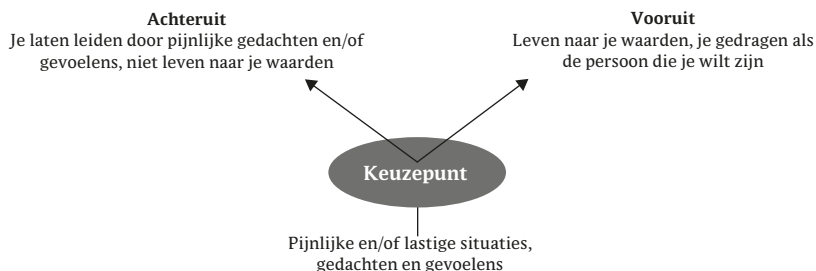 Achteruit
Je laten leiden door pijnlijke gedachten en/of
gevoelens, niet leven naar je waarden
Vooruit
Leven naar je waarden, je gedragen als
de persoon die je wilt zijn
Keuzepunt
Pijnlijke en/of lastige situaties,
gedachten en gevoelens